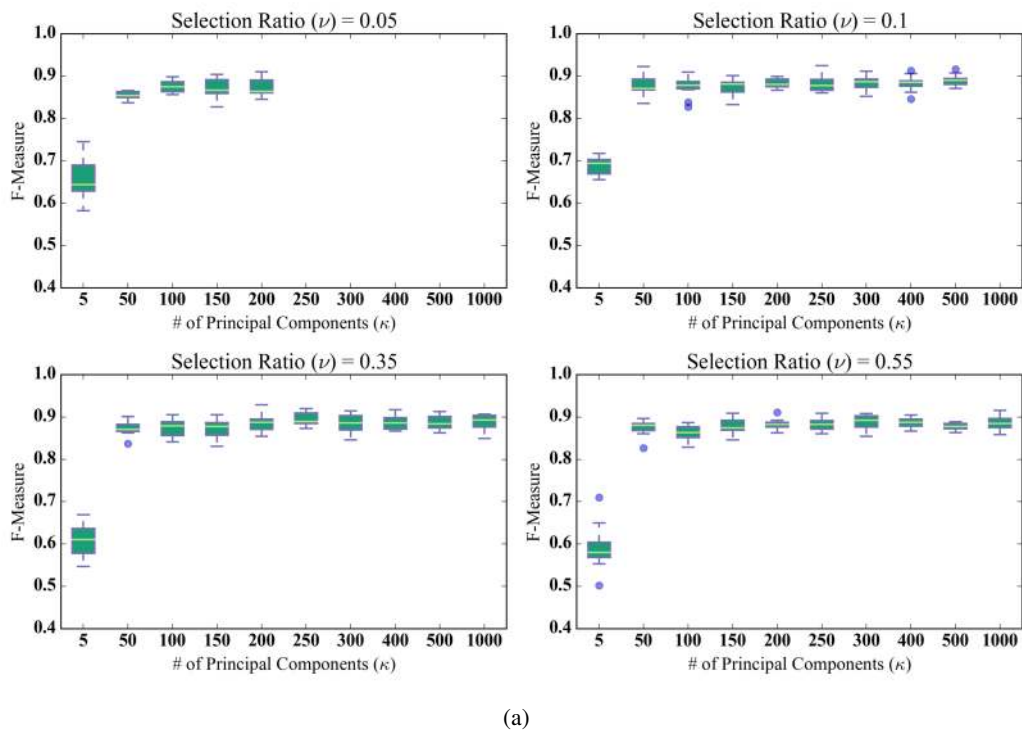 Selection Ratio (ν) = 0.05
1.0
0.9
0.8
0.7
0.6
0.5
0.4
F-Measure
5 50 100 150 200 250 300 400 500 1000
# of Principal Components (κ)
Selection Ratio (ν) = 0.1
1.0
0.9
0.8
0.7
0.6
0.5
0.4
F-Measure
5 50 100 150 200 250 300 400 500 1000
# of Principal Components (κ)
Selection Ratio (ν) = 0.35
1.0
0.9
0.8
0.7
0.6
0.5
0.4
F-Measure
5 50 100 150 200 250 300 400 500 1000
# of Principal Components (κ)
Selection Ratio (ν) = 0.55
1.0
0.9
0.8
0.7
0.6
0.5
0.4
F-Measure
5 50 100 150 200 250 300 400 500 1000
# of Principal Components (κ)
(a)